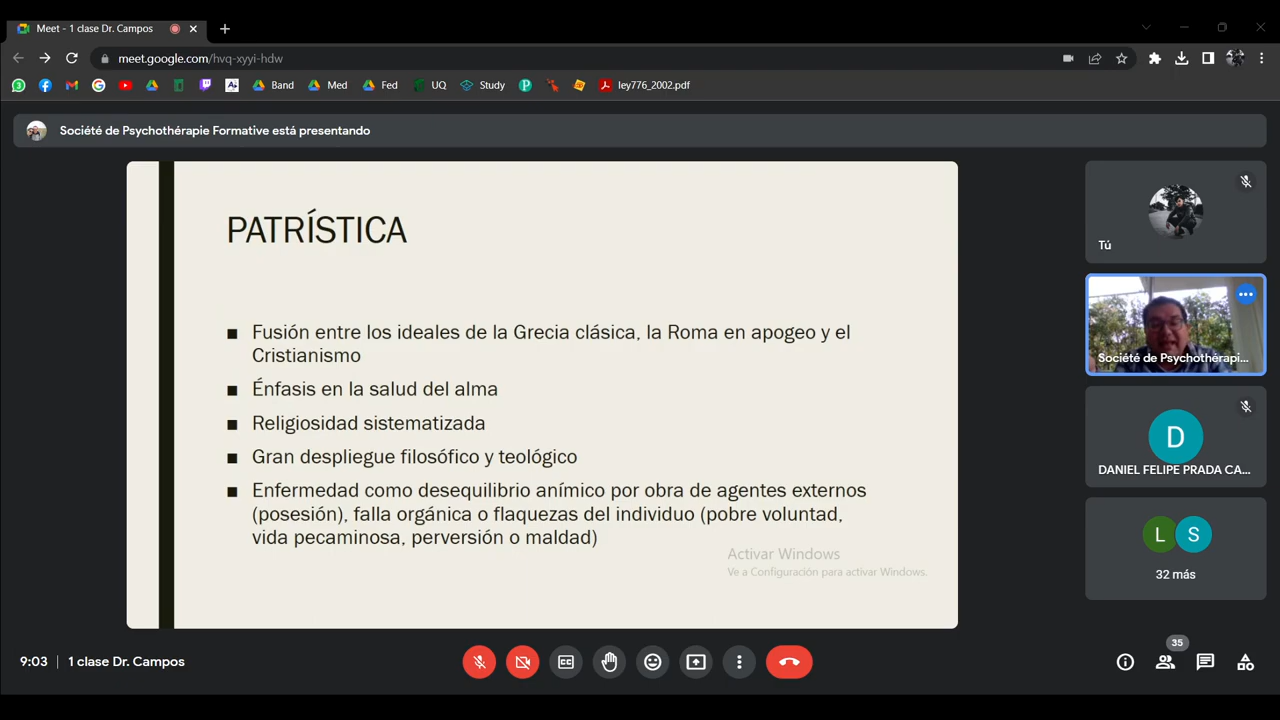 Meet - 1 clase Dr. Campos
meet.google.com/hvq-xyyi-hdw
Band
Med
Fed
UQ
Study
ley776_2002.pdf
Société de Psychothérapie Formative está presentando
PATRÍSTICA
Fusión entre los ideales de la Grecia clásica, la Roma en apogeo y el
Cristianismo
Énfasis en la salud del alma
Religiosidad sistematizada
Gran despliegue filosófico y teológico
Enfermedad como desequilibrio anímico por obra de agentes externos
(posesión), falla orgánica o flaquezas del individuo (pobre voluntad,
vida pecaminosa, perversión o maldad)
Activar Windows
Ve a Configuración para activar Windows.
Tú
Société de Psychothérapi...
D
DANIEL FELIPE PRADA CA...
L
S
32 más
9:03
1 clase Dr. Campos
35